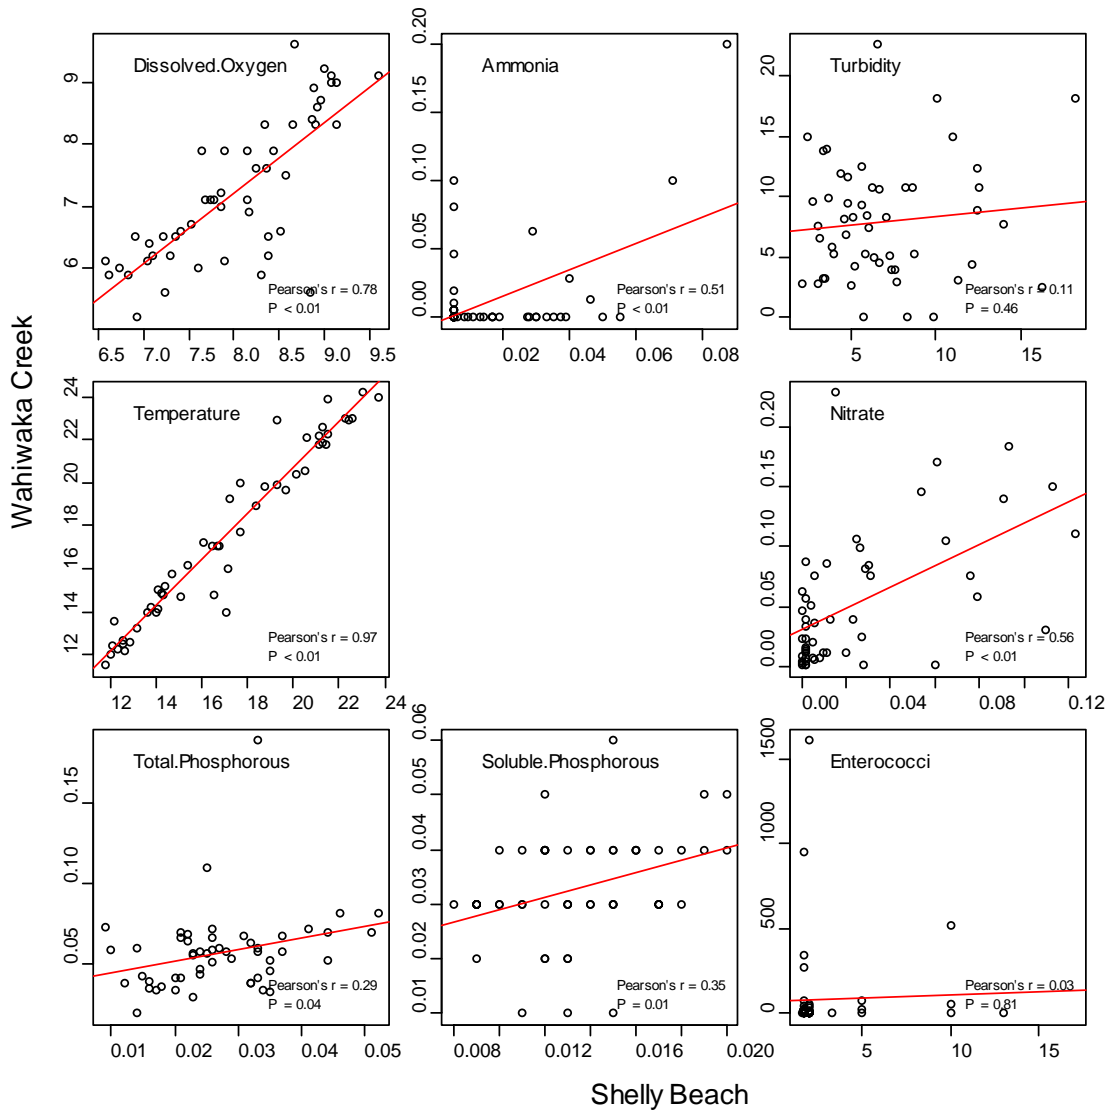 Dissolved.Oxygen
Pearson's r = 0.78
P < 0.01
6 7 8 9
6.5 7.0 7.5 8.0 8.5 9.0 9.5
Ammonia
Pearson's r = 0.51
P < 0.01
0.00 0.05 0.10 0.15 0.20
0.02 0.04 0.06 0.08
Turbidity
Pearson's r = 0.11
P = 0.46
0 5 10 15 20
5 10 15
Wahiwaka Creek
Temperature
Pearson's r = 0.97
P < 0.01
12 14 16 18 20 22 24
12 14 16 18 20 22 24
Nitrate
Pearson's r = 0.56
P < 0.01
0.00 0.05 0.10 0.15 0.20
0.00 0.04 0.08 0.12
Total.Phosphorous
Pearson's r = 0.29
P = 0.04
0.05 0.10 0.15
0.01 0.02 0.03 0.04 0.05
Soluble.Phosphorous
Pearson's r = 0.35
P = 0.01
0.01 0.02 0.03 0.04 0.05 0.06
0.008 0.012 0.016 0.020
Enterococci
Pearson's r = 0.03
P = 0.81
0 500 1000 1500
5 10 15
Shelly Beach